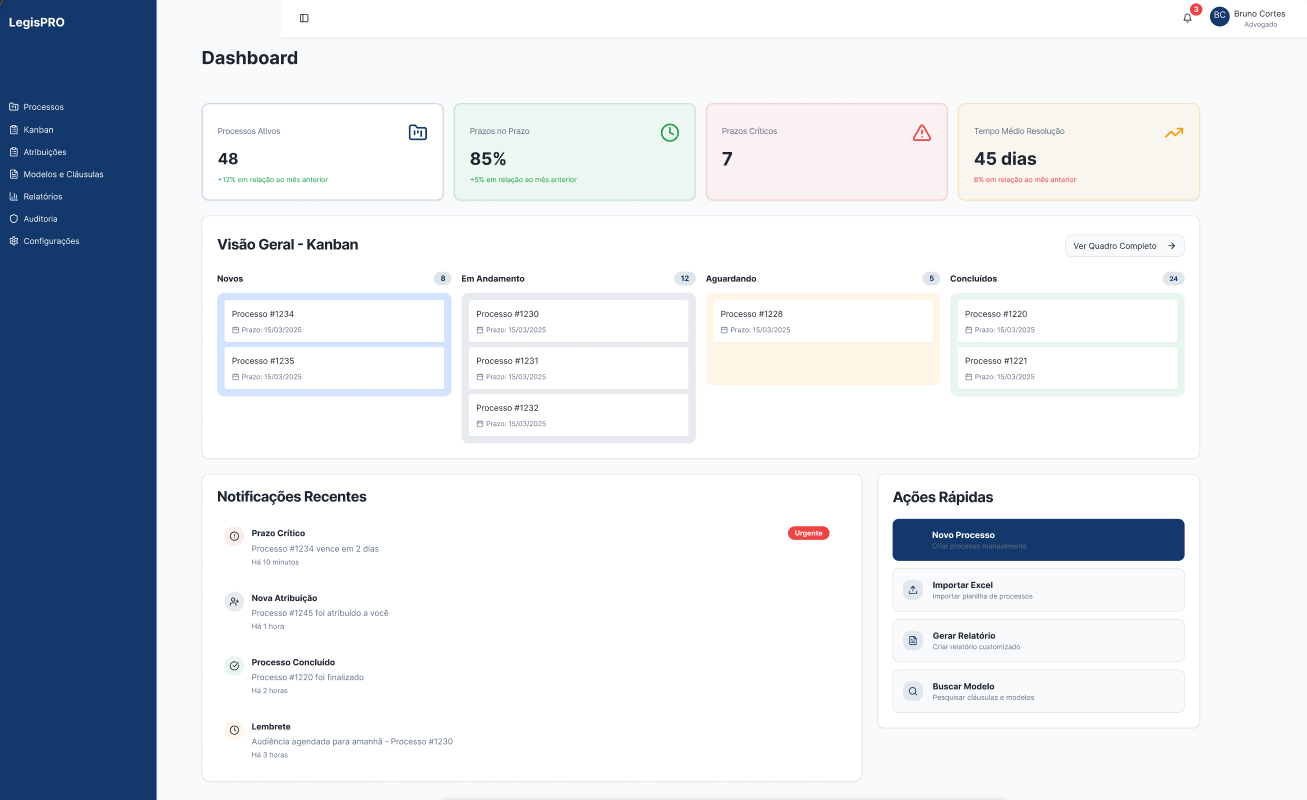 LegisPRO
3
BC
Bruno Cortes
Advogado
Dashboard
Processos
Kanban
Atribuições
Modelos e Cláusulas
Relatórios
Auditoria
Configurações
Processos Ativos
48
+12% em relação ao mês anterior
Prazos no Prazo
85%
+5% em relação ao mês anterior
Prazos Críticos
7
Tempo Médio Resolução
45 dias
8% em relação ao mês anterior
Visão Geral - Kanban
Ver Quadro Completo
Novos
8
Processo #1234
Prazo: 15/03/2025
Processo #1235
Prazo: 15/03/2025
Em Andamento
12
Processo #1230
Prazo: 15/03/2025
Processo #1231
Prazo: 15/03/2025
Processo #1232
Prazo: 15/03/2025
Aguardando
5
Processo #1228
Prazo: 15/03/2025
Concluídos
24
Processo #1220
Prazo: 15/03/2025
Processo #1221
Prazo: 15/03/2025
Notificações Recentes
Prazo Crítico
Urgente
Processo #1234 vence em 2 dias
Há 10 minutos
Nova Atribuição
Processo #1245 foi atribuído a você
Há 1 hora
Processo Concluído
Processo #1220 foi finalizado
Há 2 horas
Lembrete
Audiência agendada para amanhã - Processo #1230
Há 3 horas
Ações Rápidas
Novo Processo
Criar processo manualmente
Importar Excel
Importar planilha de processos
Gerar Relatório
Criar relatório customizado
Buscar Modelo
Pesquisar cláusulas e modelos